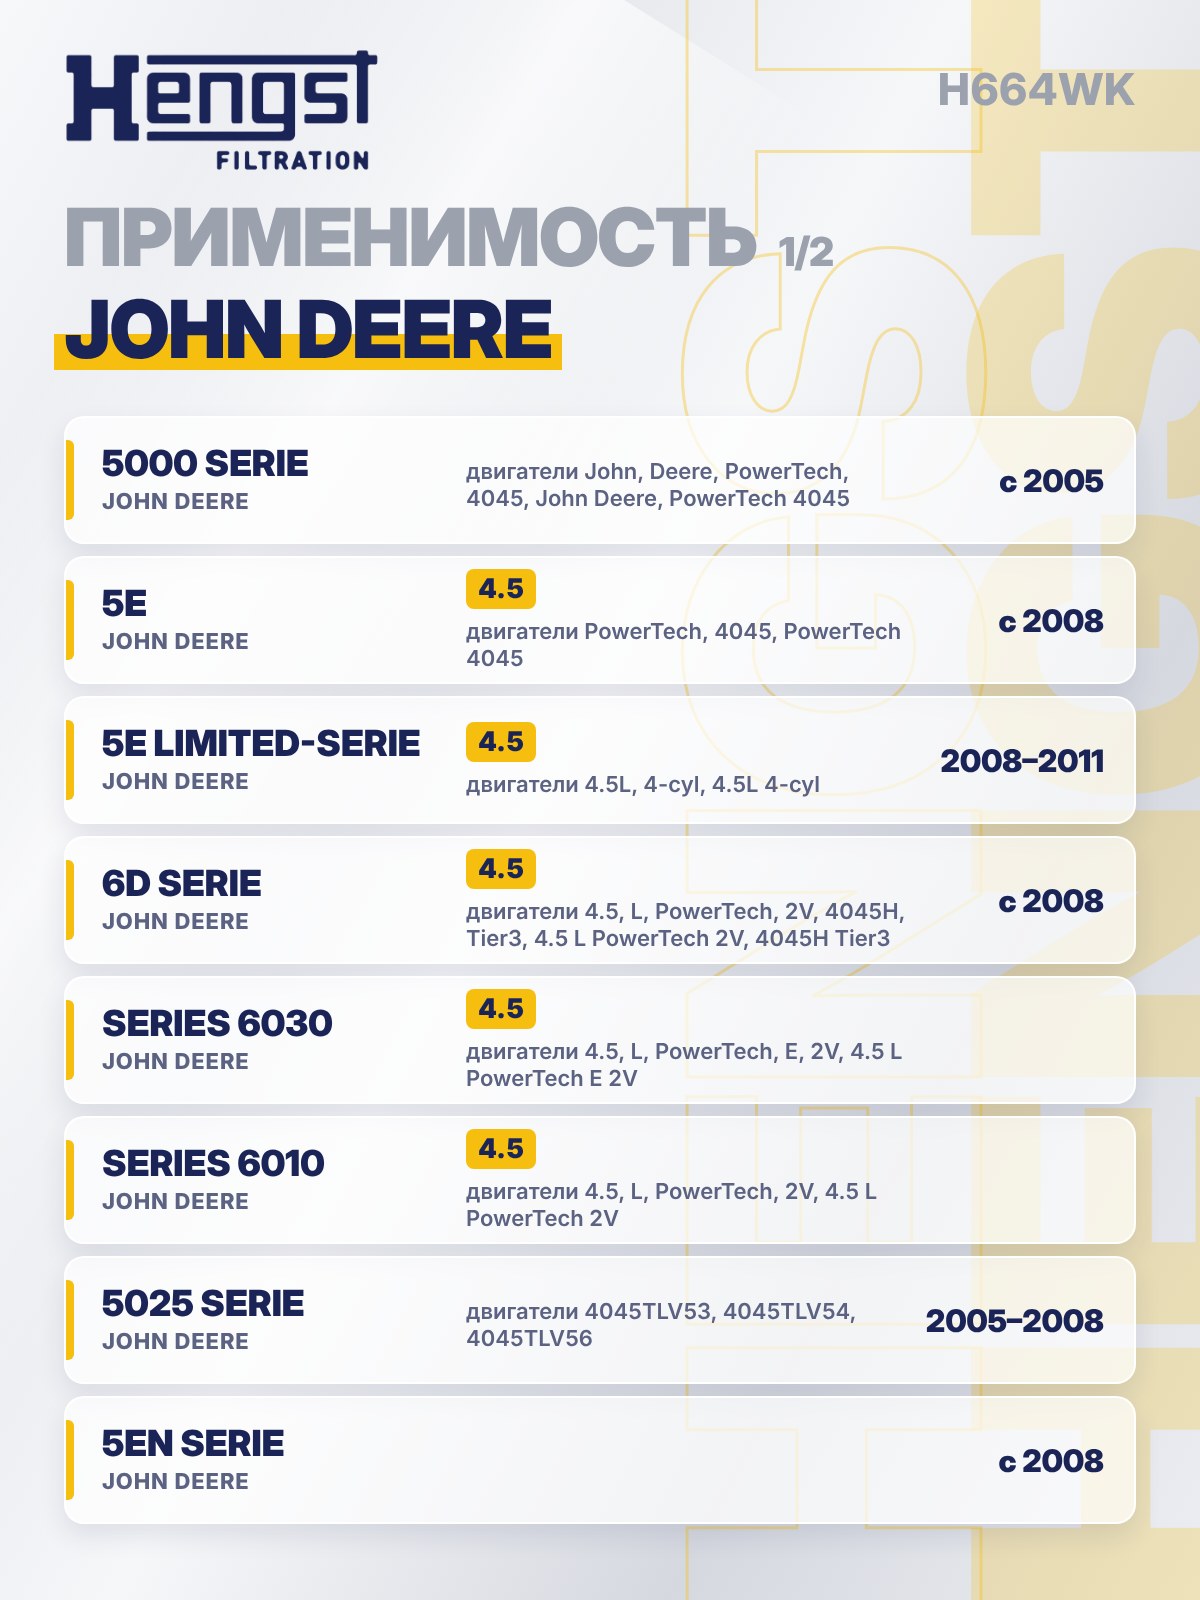 Hengst
FILTRATION
H664WK
ПРИМЕНИМОСТЬ 1/2
JOHN DEERE
5000 SERIE
JOHN DEERE
двигатели John, Deere, PowerTech,
4045, John Deere, PowerTech 4045
с 2005
5E
JOHN DEERE
4.5
двигатели PowerTech, 4045, PowerTech
4045
с 2008
5E LIMITED-SERIE
JOHN DEERE
4.5
двигатели 4.5L, 4-cyl, 4.5L 4-cyl
2008–2011
6D SERIE
JOHN DEERE
4.5
двигатели 4.5, L, PowerTech, 2V, 4045H,
Tier3, 4.5 L PowerTech 2V, 4045H Tier3
с 2008
SERIES 6030
JOHN DEERE
4.5
двигатели 4.5, L, PowerTech, E, 2V, 4.5 L
PowerTech E 2V
SERIES 6010
JOHN DEERE
4.5
двигатели 4.5, L, PowerTech, 2V, 4.5 L
PowerTech 2V
5025 SERIE
JOHN DEERE
двигатели 4045TLV53, 4045TLV54,
4045TLV56
2005–2008
5EN SERIE
JOHN DEERE
с 2008
HENGST
HENGST